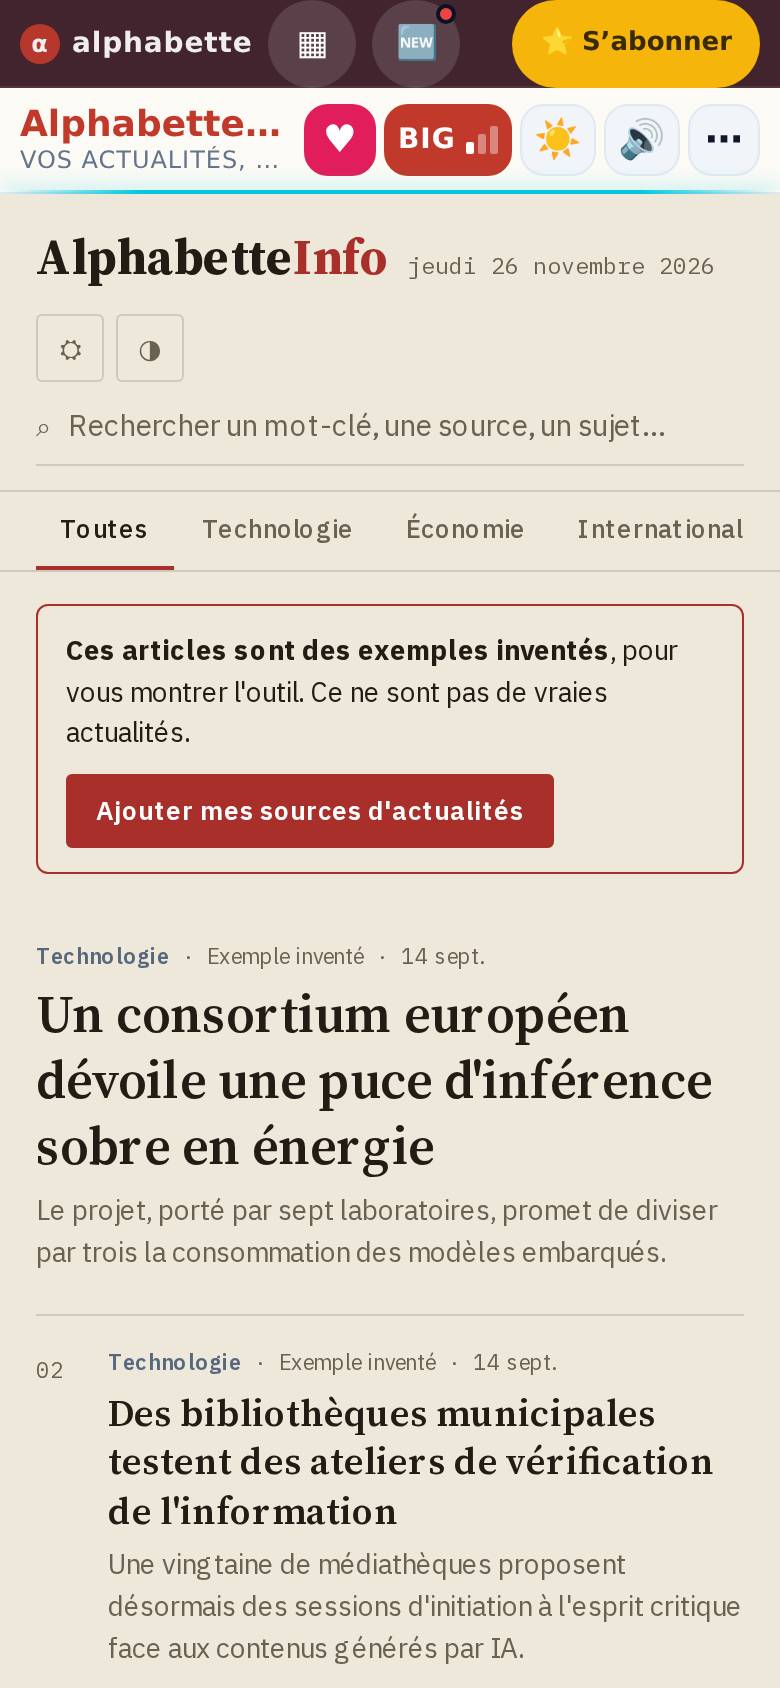 α alphabette 🆕 ⭐ S’abonner
Alphabette… ♥ BIG ☀️ 🔊 ⋯
VOS ACTUALITÉS, …
AlphabetteInfo jeudi 26 novembre 2026
Rechercher un mot-clé, une source, un sujet…
Toutes Technologie Économie International
Ces articles sont des exemples inventés, pour
vous montrer l'outil. Ce ne sont pas de vraies
actualités.
Ajouter mes sources d'actualités
Technologie · Exemple inventé · 14 sept.
Un consortium européen
dévoile une puce d'inférence
sobre en énergie
Le projet, porté par sept laboratoires, promet de diviser
par trois la consommation des modèles embarqués.
02 Technologie · Exemple inventé · 14 sept.
Des bibliothèques municipales
testent des ateliers de vérification
de l'information
Une vingtaine de médiathèques proposent
désormais des sessions d'initiation à l'esprit critique
face aux contenus générés par IA.